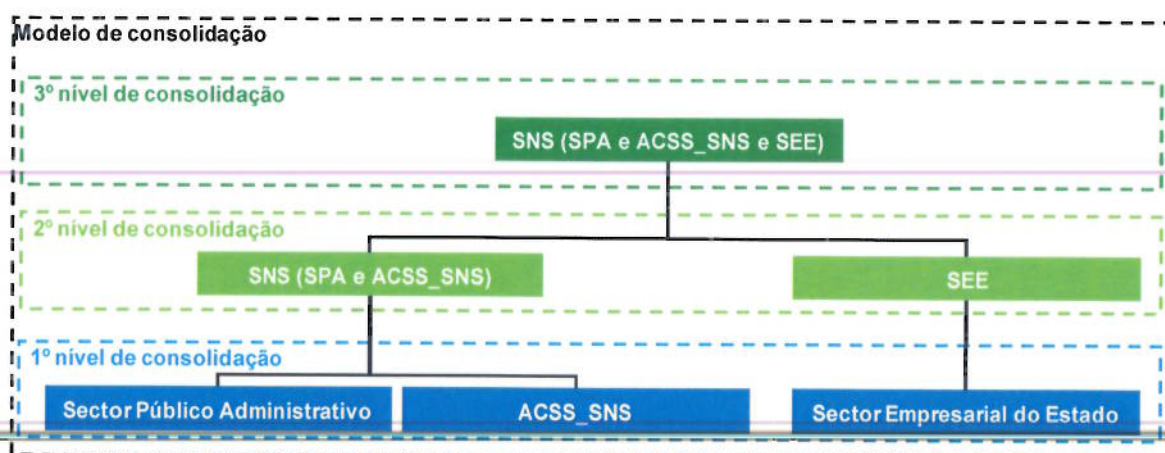 Modelo de consolidação
3º nível de consolidação
SNS (SPA e ACSS_SNS e SEE)
2º nível de consolidação
SNS (SPA e ACSS_SNS)
SEE
1º nível de consolidação
Sector Público Administrativo
ACSS_SNS
Sector Empresarial do Estado